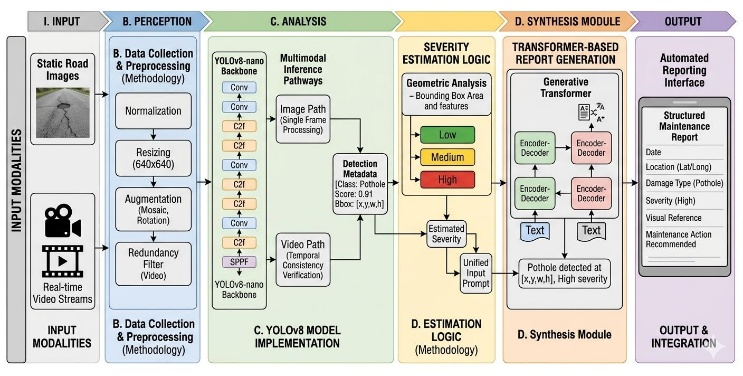 I. INPUT
B. PERCEPTION
C. ANALYSIS
D. SYNTHESIS MODULE
OUTPUT
INPUT MODALITIES
Static Road
Images
Real-time
Video Streams
INPUT
MODALITIES
B. Data Collection
& Preprocessing
(Methodology)
Normalization
Resizing
(640x640)
Augmentation
(Mosaic,
Rotation)
Redundancy
Filter
(Video)
B. Data Collection
& Preprocessing
(Methodology)
YOLOv8-nano
Backbone
Conv
Conv
C2f
C2f
Conv
C2f
C2f
Conv
C2f
SPPF
YOLOv8-nano
Backbone
Multimodal
Inference
Pathways
Image Path
(Single Frame
Processing)
Detection
Metadata
[Class: Pothole
Score: 0.91
Bbox: [x,y,w,h]
Video Path
(Temporal
Consistency
Verification)
C. YOLOv8 MODEL
IMPLEMENTATION
SEVERITY
ESTIMATION LOGIC
Geometric Analysis
– Bounding Box Area
and features
Low
Medium
High
Estimated
Severity
Unified
Input
Prompt
D. ESTIMATION
LOGIC
(Methodology)
TRANSFORMER-BASED
REPORT GENERATION
Generative
Transformer
Encoder-
Decoder
Encoder-
Decoder
Encoder-
Decoder
Encoder-
Decoder
Text
Text
Pothole detected at
[x,y,w,h], High severity
D. Synthesis Module
Automated
Reporting
Interface
Structured
Maintenance
Report
Date
Location (Lat/Long)
Damage Type (Pothole)
Severity (High)
Visual Reference
Maintenance Action
Recommended
OUTPUT &
INTEGRATION